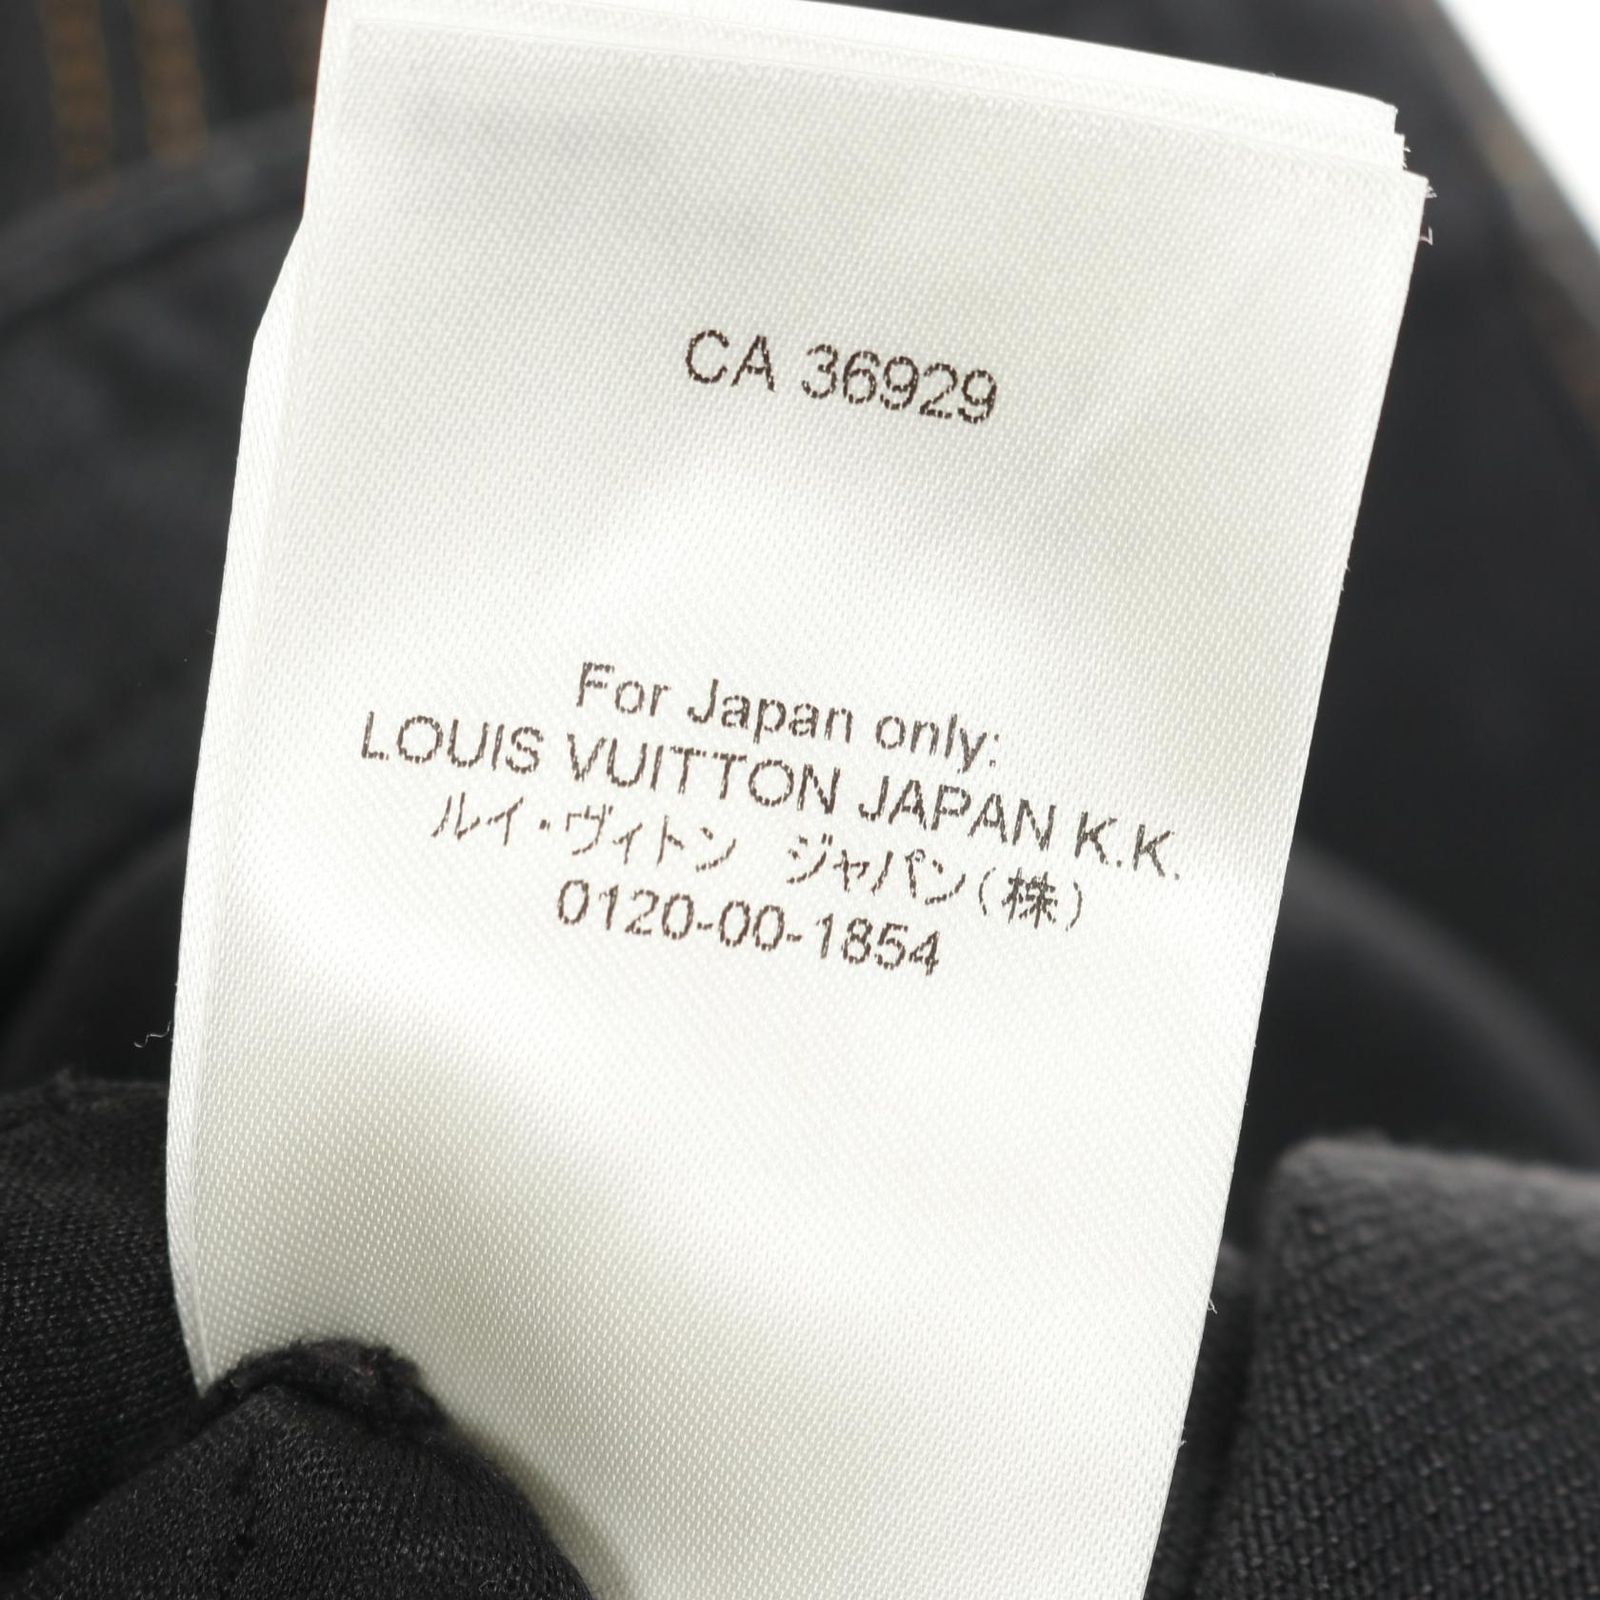 CA 36929
For Japan only:
LOUIS VUITTON JAPAN K.K.
ルイ・ヴィトン ジャパン(株)
0120-00-1854